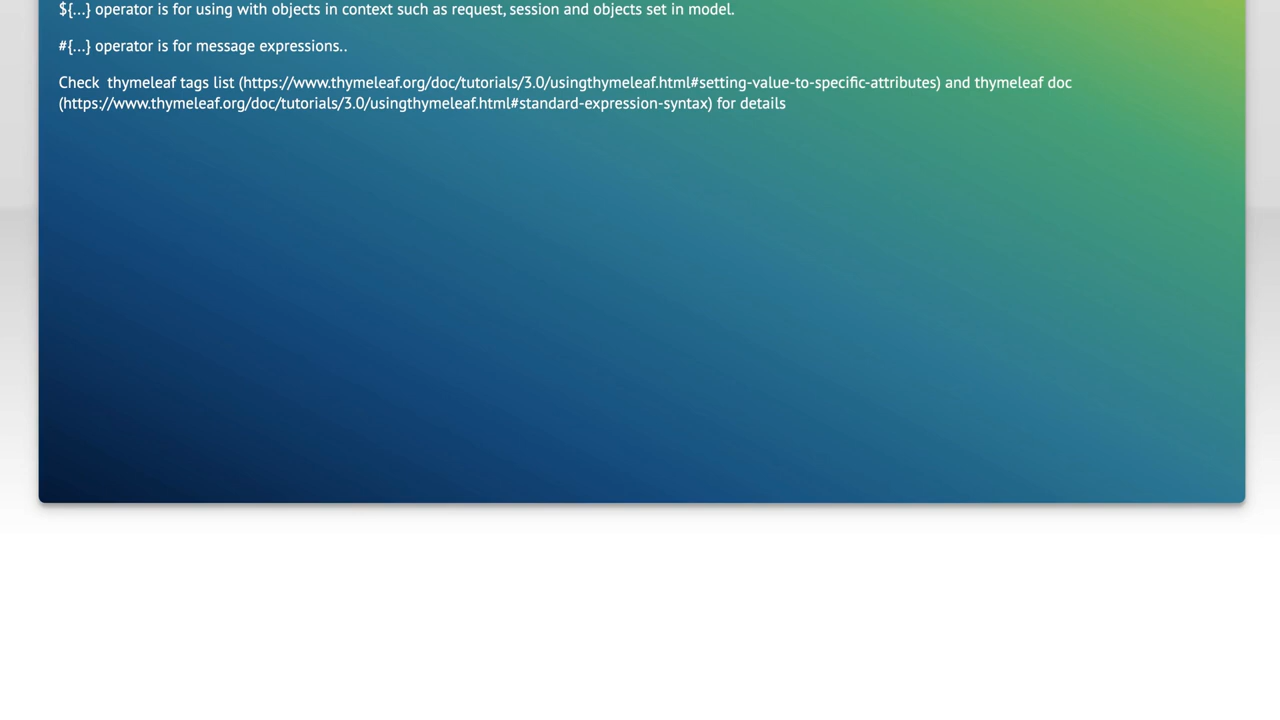 ${...} operator is for using with objects in context such as request, session and objects set in model.
#{...} operator is for message expressions..
Check  thymeleaf tags list (https://www.thymeleaf.org/doc/tutorials/3.0/usingthymeleaf.html#setting-value-to-specific-attributes) and thymeleaf doc
(https://www.thymeleaf.org/doc/tutorials/3.0/usingthymeleaf.html#standard-expression-syntax) for details